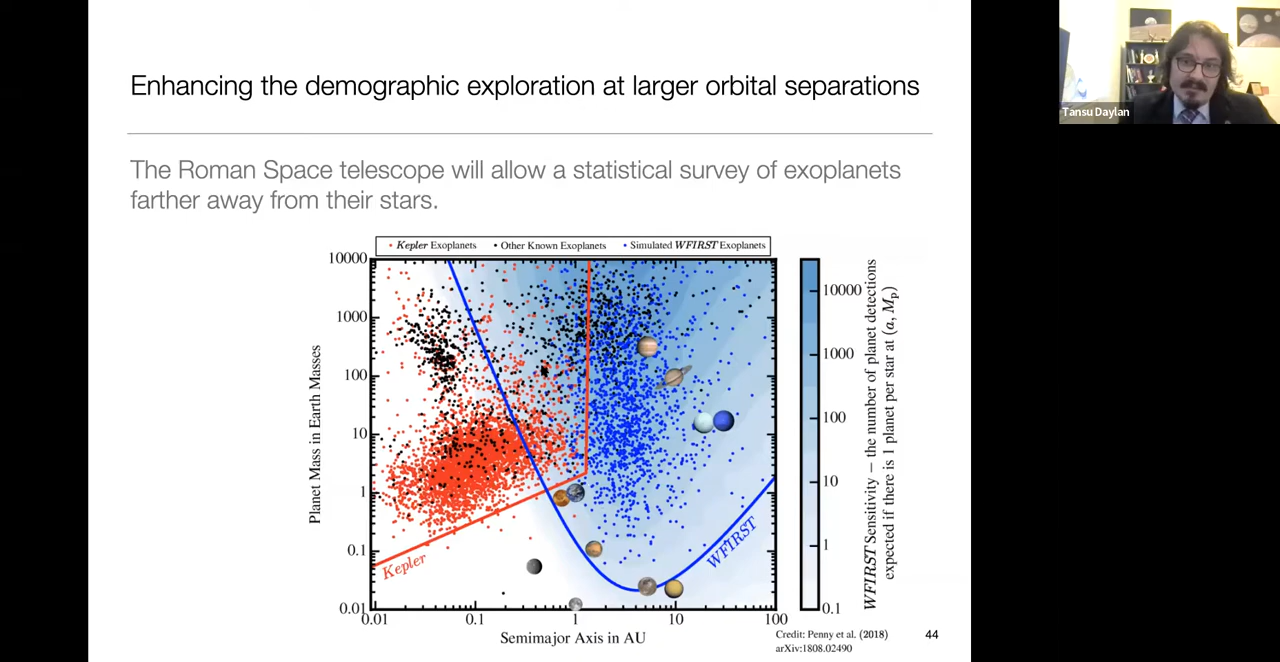 Enhancing the demographic exploration at larger orbital separations
Tansu Daylan
The Roman Space telescope will allow a statistical survey of exoplanets
farther away from their stars.
Kepler Exoplanets
Other Known Exoplanets
Simulated WFIRST Exoplanets
10000
1000
100
10
1
0.1
0.01
Planet Mass in Earth Masses
Kepler
WFIRST
0.01
0.1
1
10
100
Semimajor Axis in AU
10000
1000
100
10
1
0.1
WFIRST Sensitivity – the number of planet detections
expected if there is 1 planet per star at (a, Mp)
Credit: Penny et al. (2018)
arXiv:1808.02490
44